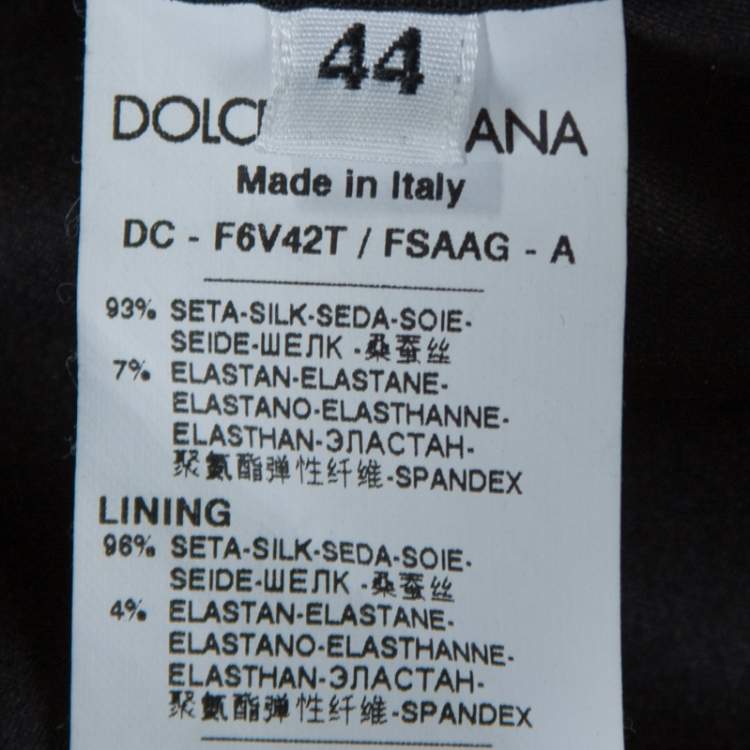 44
DOLC ANA
Made in Italy
DC - F6V42T / FSAAG - A
93% SETA-SILK-SEDA-SOIE-
SEIDE-ШЕЛК -桑蚕丝
7% ELASTAN-ELASTANE-
ELASTANO-ELASTHANNE-
ELASTHAN-ЭЛАСТАН-
聚氨酯弹性纤维-SPANDEX
LINING
96% SETA-SILK-SEDA-SOIE-
SEIDE-ШЕЛК -桑蚕丝
4% ELASTAN-ELASTANE-
ELASTANO-ELASTHANNE-
ELASTHAN-ЭЛАСТАН-
聚氨酯弹性纤维-SPANDEX